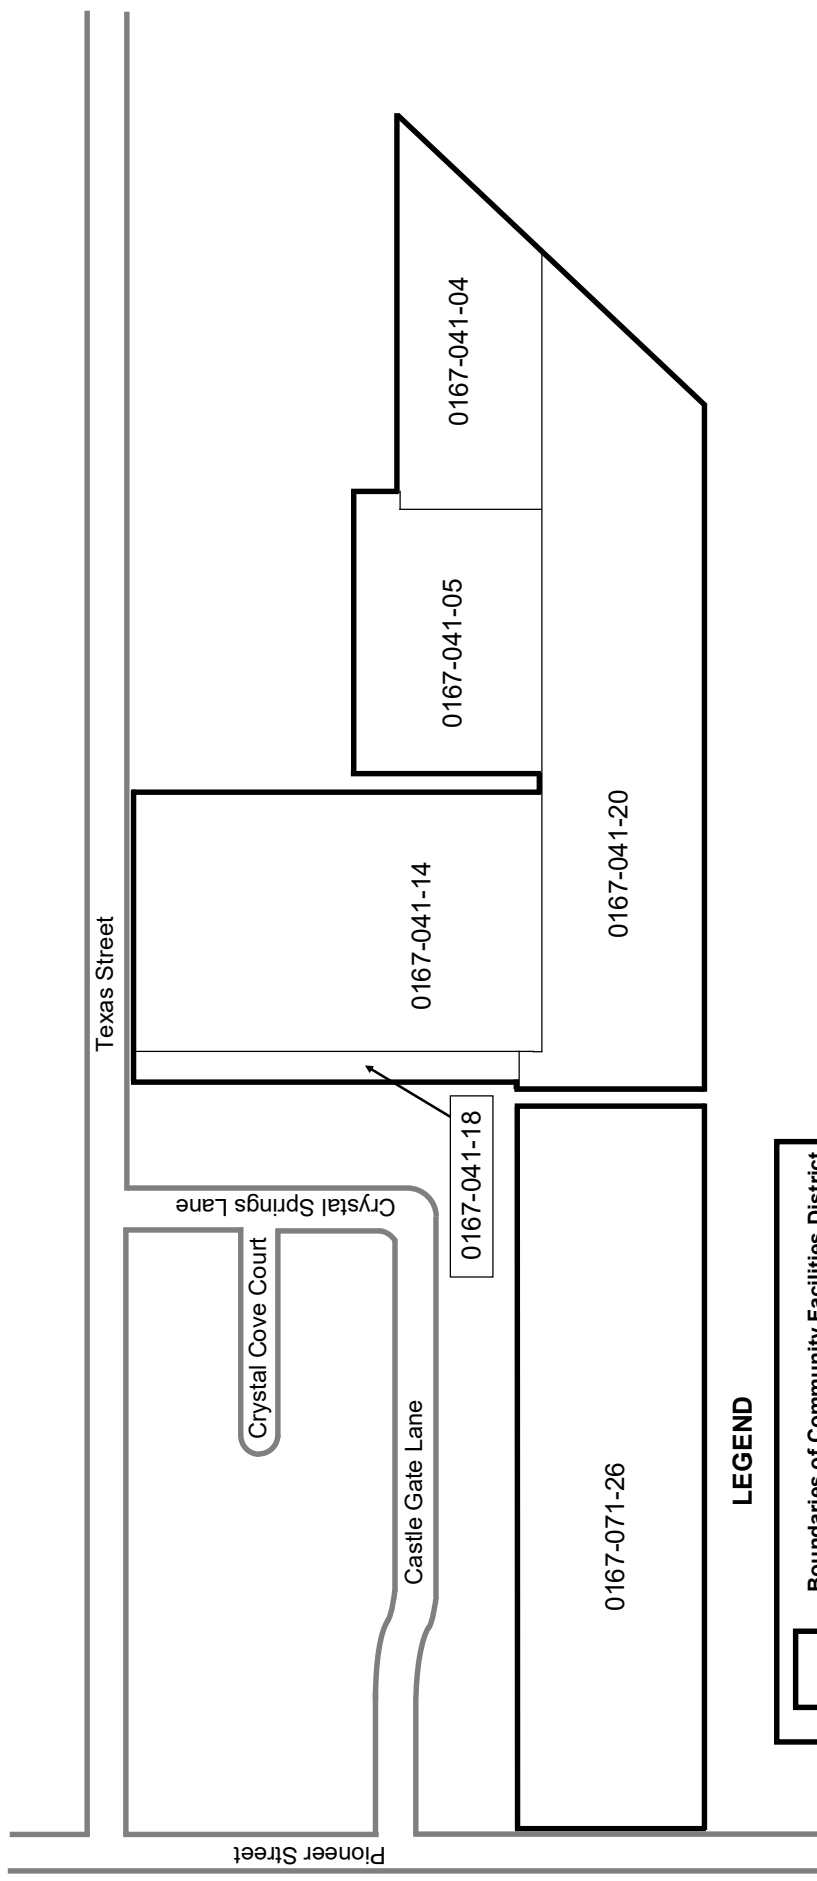 Texas Street
0167-041-04
0167-041-05
0167-041-14
0167-041-20
0167-041-18
Crystal Springs Lane
Crystal Cove Court
Castle Gate Lane
0167-071-26
Pioneer Street
LEGEND
Boundaries of Community Facilities District